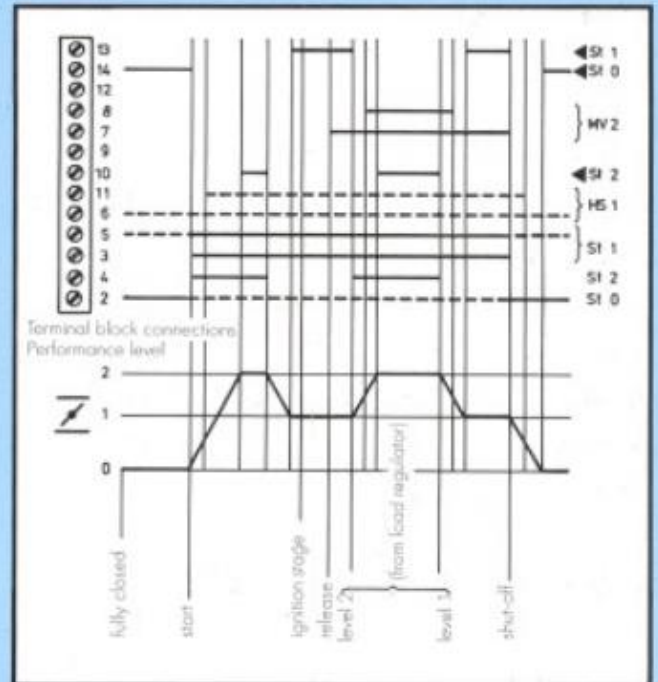 13 St 1
14 St 0
12
8
7 MV 2
9
10 St 2
11
6 HS 1
5
3 St 1
4 St 2
2 St 0
Terminal block connections
Performance level
2
1
0
fully closed
start
ignition stage
release
level 2
(from load regulator)
level 1
shut-off